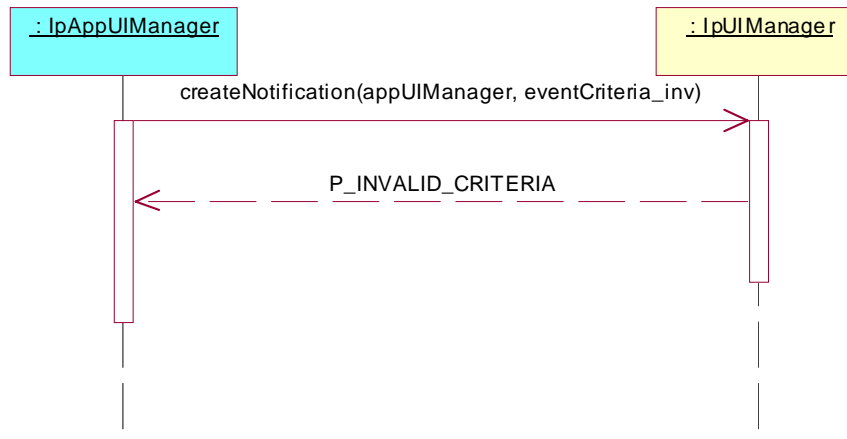 : IpAppUIManager
: IpUIManager
createNotification(appUIManager, eventCriteria_inv)
P_INVALID_CRITERIA